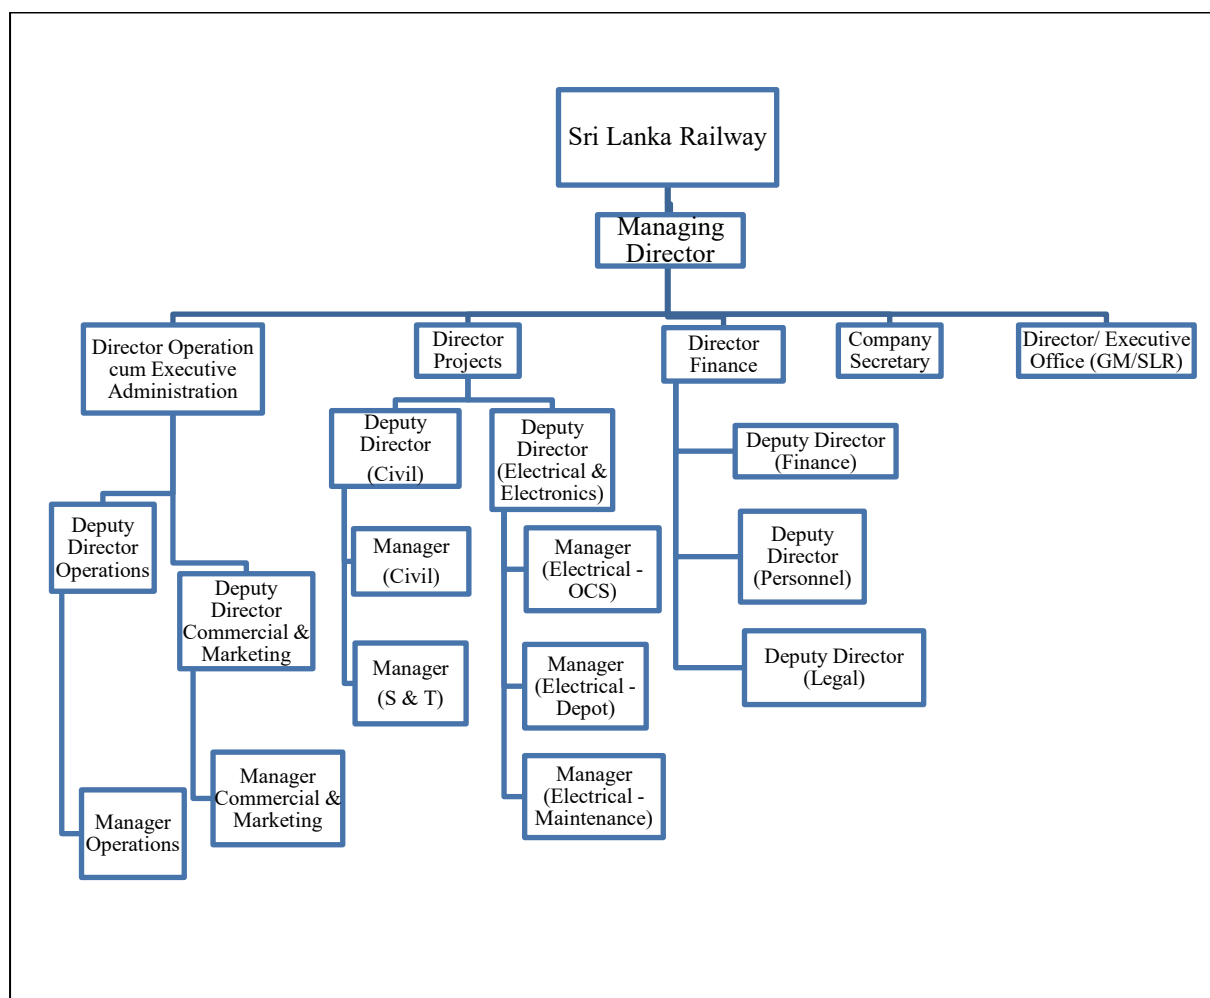 Sri Lanka Railway
Managing
Director
Director Operation
cum Executive
Administration
Director
Projects
Director
Finance
Company
Secretary
Director/ Executive
Office (GM/SLR)
Deputy
Director
(Civil)
Deputy
Director
(Electrical &
Electronics)
Deputy Director
(Finance)
Deputy
Director
Operations
Manager
(Civil)
Manager
(Electrical -
OCS)
Deputy
Director
(Personnel)
Deputy
Director
Commercial &
Marketing
Manager
(S & T)
Manager
(Electrical -
Depot)
Deputy Director
(Legal)
Manager
Operations
Manager
Commercial &
Marketing
Manager
(Electrical -
Maintenance)